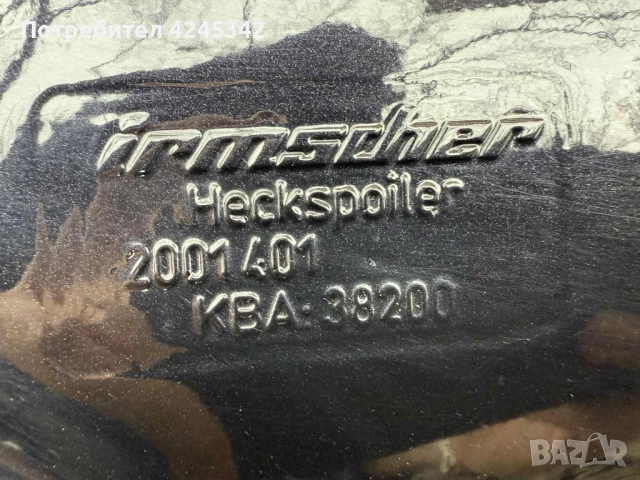 Потребител 4245342
irmscher
Heckspoiler
2001401
KBA: 38200
BAZAR